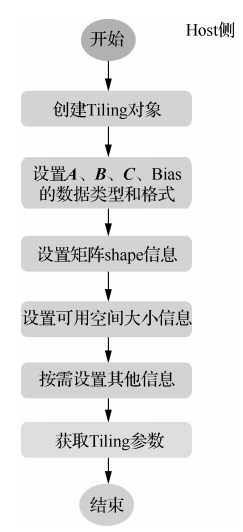 Host侧
开始
创建Tiling对象
设置A、B、C、Bias
的数据类型和格式
设置矩阵shape信息
设置可用空间大小信息
按需设置其他信息
获取Tiling参数
结束